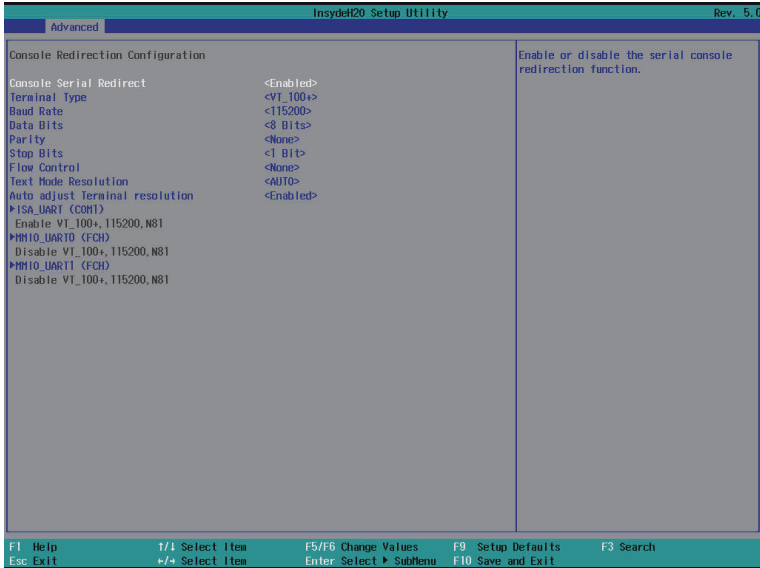 InsydeH20 Setup Utility Rev. 5.0
Advanced
Console Redirection Configuration
Console Serial Redirect <Enabled>
Terminal Type <VT_100+>
Baud Rate <115200>
Data Bits <8 Bits>
Parity <None>
Stop Bits <1 Bit>
Flow Control <None>
Text Mode Resolution <AUTO>
Auto adjust Terminal resolution <Enabled>
►ISA_UART (COM1)
Enable VT_100+,115200,N81
►MMIO_UART0 (FCH)
Disable VT_100+,115200,N81
►MMIO_UART1 (FCH)
Disable VT_100+,115200,N81
Enable or disable the serial console
redirection function.
F1 Help ↑/↓ Select Item F5/F6 Change Values F9 Setup Defaults F3 Search
Esc Exit ←/→ Select Item Enter Select ► SubMenu F10 Save and Exit